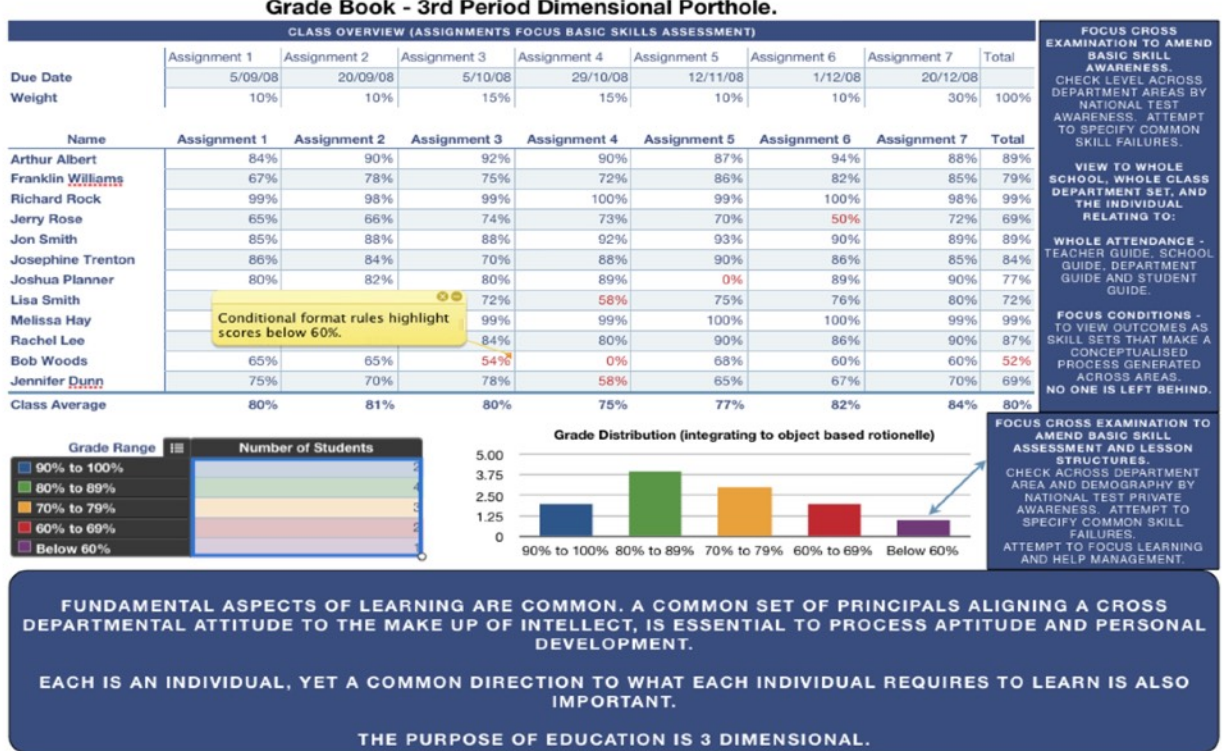 Grade Book - 3rd Period Dimensional Porthole.
CLASS OVERVIEW (ASSIGNMENTS FOCUS BASIC SKILLS ASSESSMENT)
Assignment 1 Assignment 2 Assignment 3 Assignment 4 Assignment 5 Assignment 6 Assignment 7 Total
Due Date 5/09/08 20/09/08 5/10/08 29/10/08 12/11/08 1/12/08 20/12/08
Weight 10% 10% 15% 15% 10% 10% 30% 100%
Name Assignment 1 Assignment 2 Assignment 3 Assignment 4 Assignment 5 Assignment 6 Assignment 7 Total
Arthur Albert 84% 90% 92% 90% 87% 94% 88% 89%
Franklin Williams 67% 78% 75% 72% 86% 82% 85% 79%
Richard Rock 99% 98% 99% 100% 99% 100% 98% 99%
Jerry Rose 65% 66% 74% 73% 70% 50% 72% 69%
Jon Smith 85% 88% 88% 92% 93% 90% 89% 89%
Josephine Trenton 86% 84% 70% 88% 90% 86% 85% 84%
Joshua Planner 80% 82% 80% 89% 0% 89% 90% 77%
Lisa Smith 72% 58% 75% 76% 80% 72%
Melissa Hay 99% 99% 100% 100% 99% 99%
Rachel Lee 84% 80% 90% 86% 90% 87%
Bob Woods 65% 65% 54% 0% 68% 60% 60% 52%
Jennifer Dunn 75% 70% 78% 58% 65% 67% 70% 69%
Class Average 80% 81% 80% 75% 77% 82% 84% 80%
Conditional format rules highlight
scores below 60%.
FOCUS CROSS
EXAMINATION TO AMEND
BASIC SKILL
AWARENESS.
CHECK LEVEL ACROSS
DEPARTMENT AREAS BY
NATIONAL TEST
AWARENESS. ATTEMPT
TO SPECIFY COMMON
SKILL FAILURES.
VIEW TO WHOLE
SCHOOL, WHOLE CLASS
DEPARTMENT SET, AND
THE INDIVIDUAL
RELATING TO:
WHOLE ATTENDANCE -
TEACHER GUIDE, SCHOOL
GUIDE, DEPARTMENT
GUIDE AND STUDENT
GUIDE.
FOCUS CONDITIONS -
TO VIEW OUTCOMES AS
SKILL SETS THAT MAKE A
CONCEPTUALISED
PROCESS GENERATED
ACROSS AREAS.
NO ONE IS LEFT BEHIND.
Grade Range Number of Students
90% to 100%
80% to 89%
70% to 79%
60% to 69%
Below 60%
Grade Distribution (integrating to object based rotionelle)
5.00
3.75
2.50
1.25
0
90% to 100% 80% to 89% 70% to 79% 60% to 69% Below 60%
FOCUS CROSS EXAMINATION TO
AMEND BASIC SKILL
ASSESSMENT AND LESSON
STRUCTURES.
CHECK ACROSS DEPARTMENT
AREA AND DEMOGRAPHY BY
NATIONAL TEST PRIVATE
AWARENESS. ATTEMPT TO
SPECIFY COMMON SKILL
FAILURES.
ATTEMPT TO FOCUS LEARNING
AND HELP MANAGEMENT.
FUNDAMENTAL ASPECTS OF LEARNING ARE COMMON. A COMMON SET OF PRINCIPALS ALIGNING A CROSS
DEPARTMENTAL ATTITUDE TO THE MAKE UP OF INTELLECT, IS ESSENTIAL TO PROCESS APTITUDE AND PERSONAL
DEVELOPMENT.
EACH IS AN INDIVIDUAL, YET A COMMON DIRECTION TO WHAT EACH INDIVIDUAL REQUIRES TO LEARN IS ALSO
IMPORTANT.
THE PURPOSE OF EDUCATION IS 3 DIMENSIONAL.